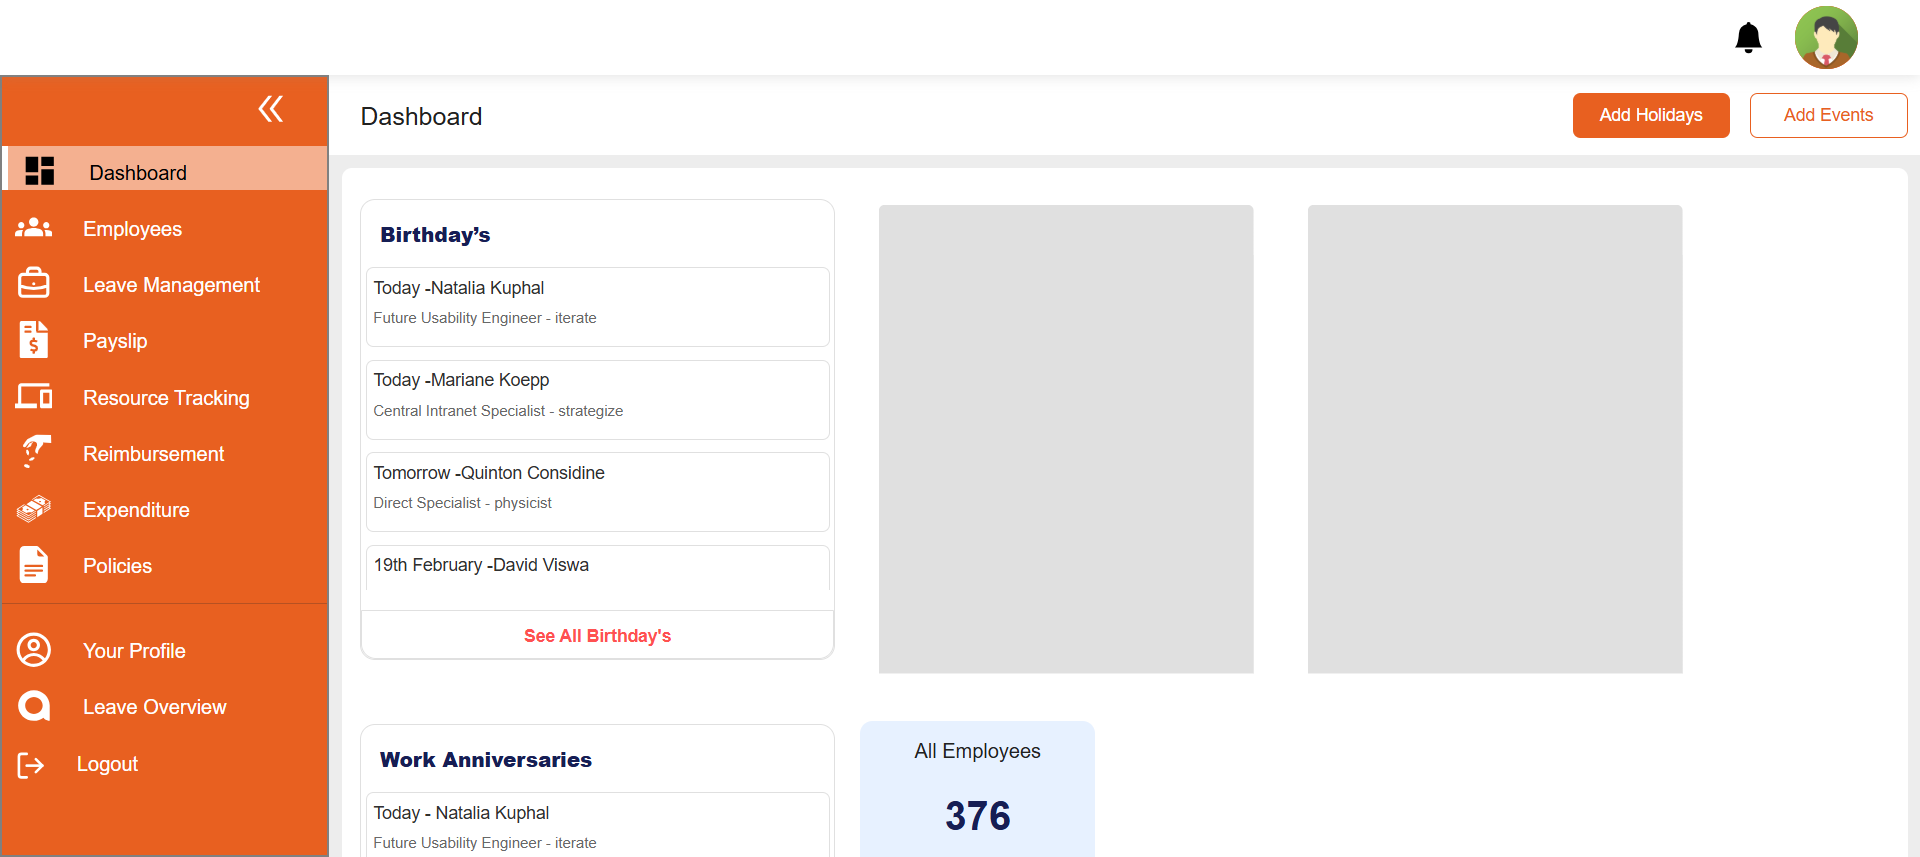 Dashboard
Add Holidays
Add Events
Dashboard
Employees
Leave Management
Payslip
Resource Tracking
Reimbursement
Expenditure
Policies
Your Profile
Leave Overview
Logout
Birthday’s
Today -Natalia Kuphal
Future Usability Engineer - iterate
Today -Mariane Koepp
Central Intranet Specialist - strategize
Tomorrow -Quinton Considine
Direct Specialist - physicist
19th February -David Viswa
See All Birthday's
Work Anniversaries
Today - Natalia Kuphal
Future Usability Engineer - iterate
All Employees
376